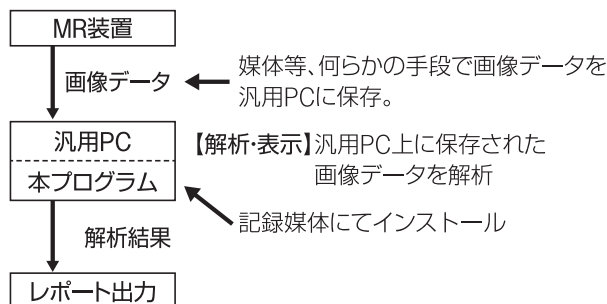 MR装置
画像データ
媒体等、何らかの手段で画像データを
汎用PCに保存。
汎用PC
本プログラム
【解析・表示】汎用PC上に保存された
画像データを解析
記録媒体にてインストール
解析結果
レポート出力